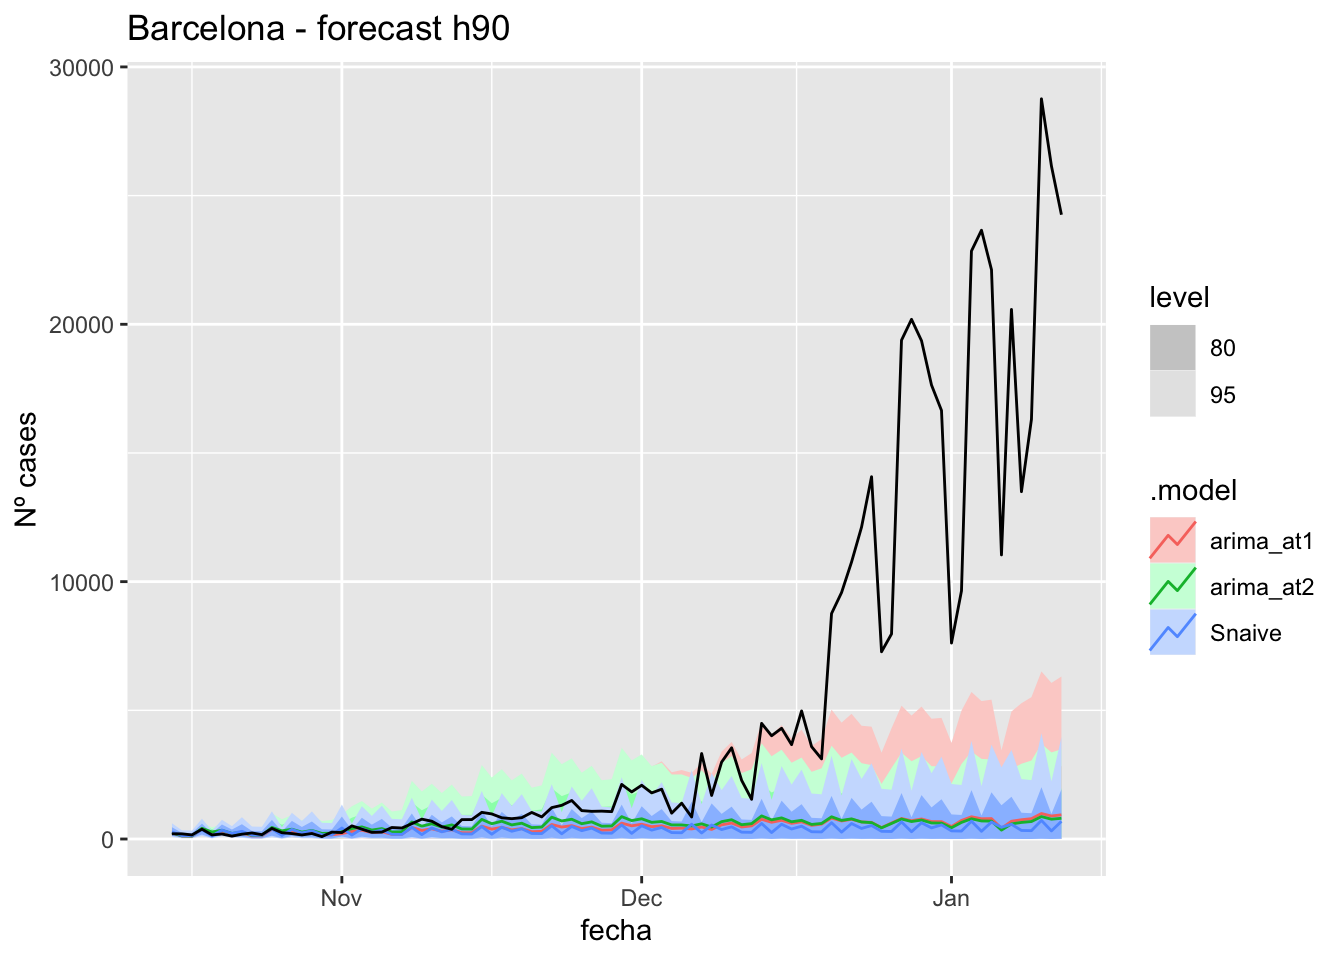 Barcelona - forecast h90
30000
20000
10000
0
Nº cases
Nov
Dec
Jan
fecha
level
80
95
.model
arima_at1
arima_at2
Snaive